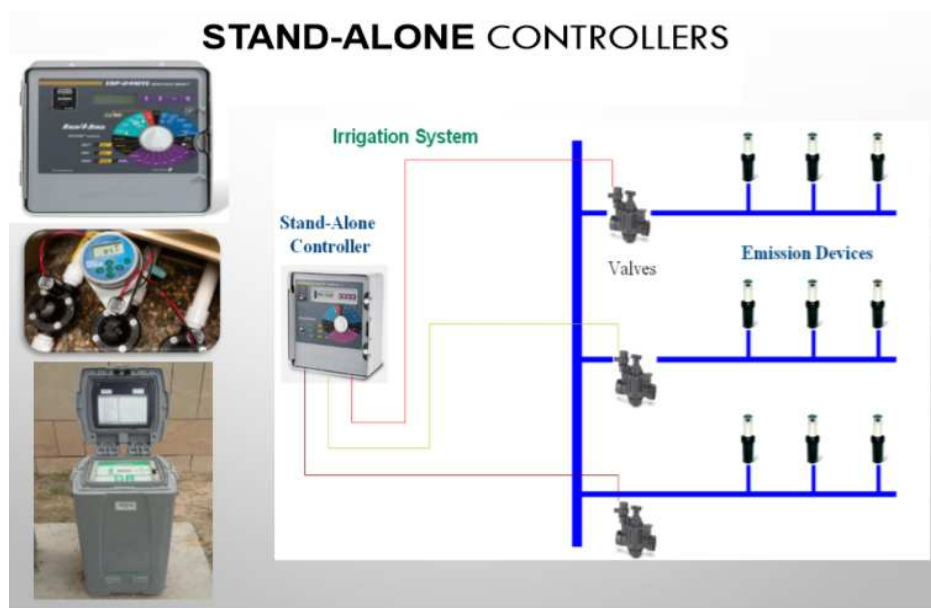 STAND-ALONE CONTROLLERS
Irrigation System
Stand-Alone
Controller
Valves
Emission Devices